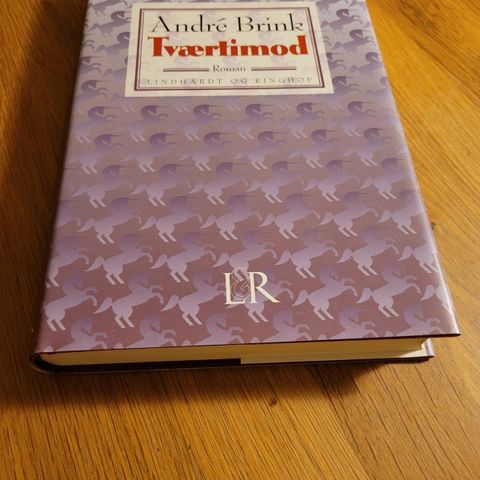 André Brink
Tværtimod
Roman
LINDHARDT OG RINGHOF
L&R